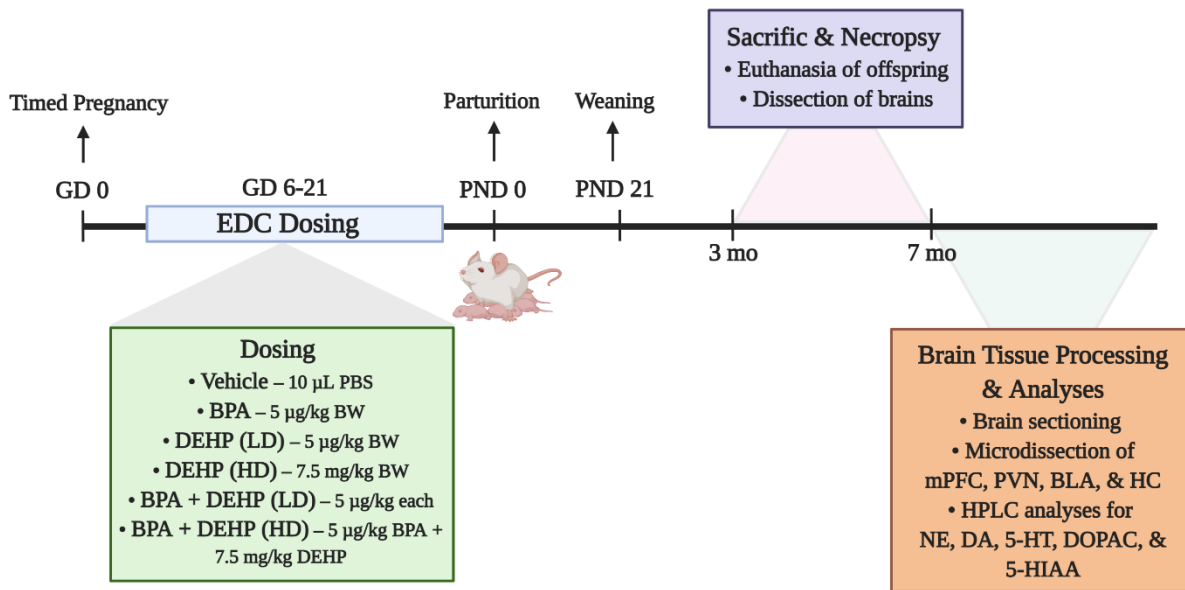 Timed Pregnancy
GD 0
GD 6-21
EDC Dosing
Parturition
PND 0
Weaning
PND 21
3 mo
7 mo
Sacrific & Necropsy
• Euthanasia of offspring
• Dissection of brains
Dosing
• Vehicle – 10 µL PBS
• BPA – 5 µg/kg BW
• DEHP (LD) – 5 µg/kg BW
• DEHP (HD) – 7.5 mg/kg BW
• BPA + DEHP (LD) – 5 µg/kg each
• BPA + DEHP (HD) – 5 µg/kg BPA +
7.5 mg/kg DEHP
Brain Tissue Processing
& Analyses
• Brain sectioning
• Microdissection of
mPFC, PVN, BLA, & HC
• HPLC analyses for
NE, DA, 5-HT, DOPAC, &
5-HIAA